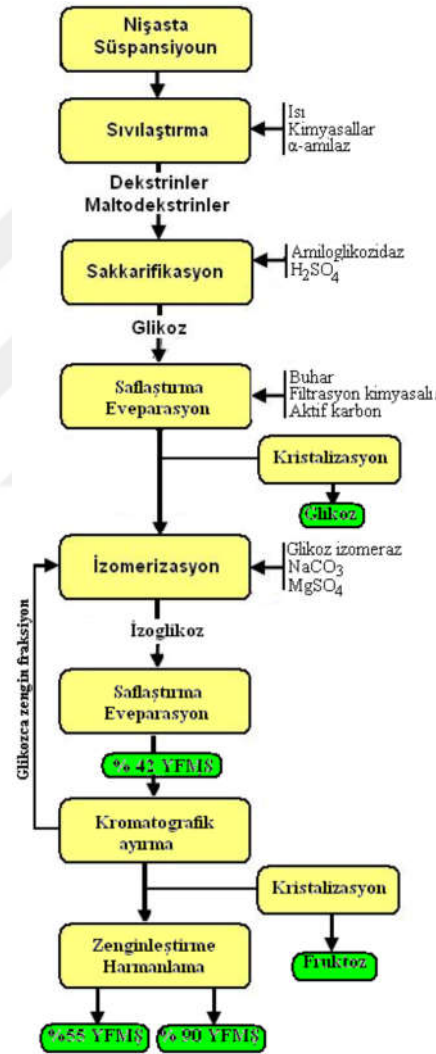 Nişasta
Süspansiyoun
Sıvılaştırma
Isı
Kimyasallar
α-amilaz
Dekstrinler
Maltodekstrinler
Sakkarifikasyon
Amiloglikozidaz
H₂SO₄
Glikoz
Saflaştırma
Eveparasyon
Buhar
Filtrasyon kimyasalı
Aktif karbon
Kristalizasyon
Glikoz
İzomerizasyon
Glikoz izomeraz
NaCO₃
MgSO₄
İzoglikoz
Glikozca zengin fraksiyon
Saflaştırma
Eveparasyon
% 42 YFMŞ
Kromatografik
ayırma
Kristalizasyon
Fruktoz
Zenginleştirme
Harmanlama
%55 YFMŞ
% 90 YFMŞ